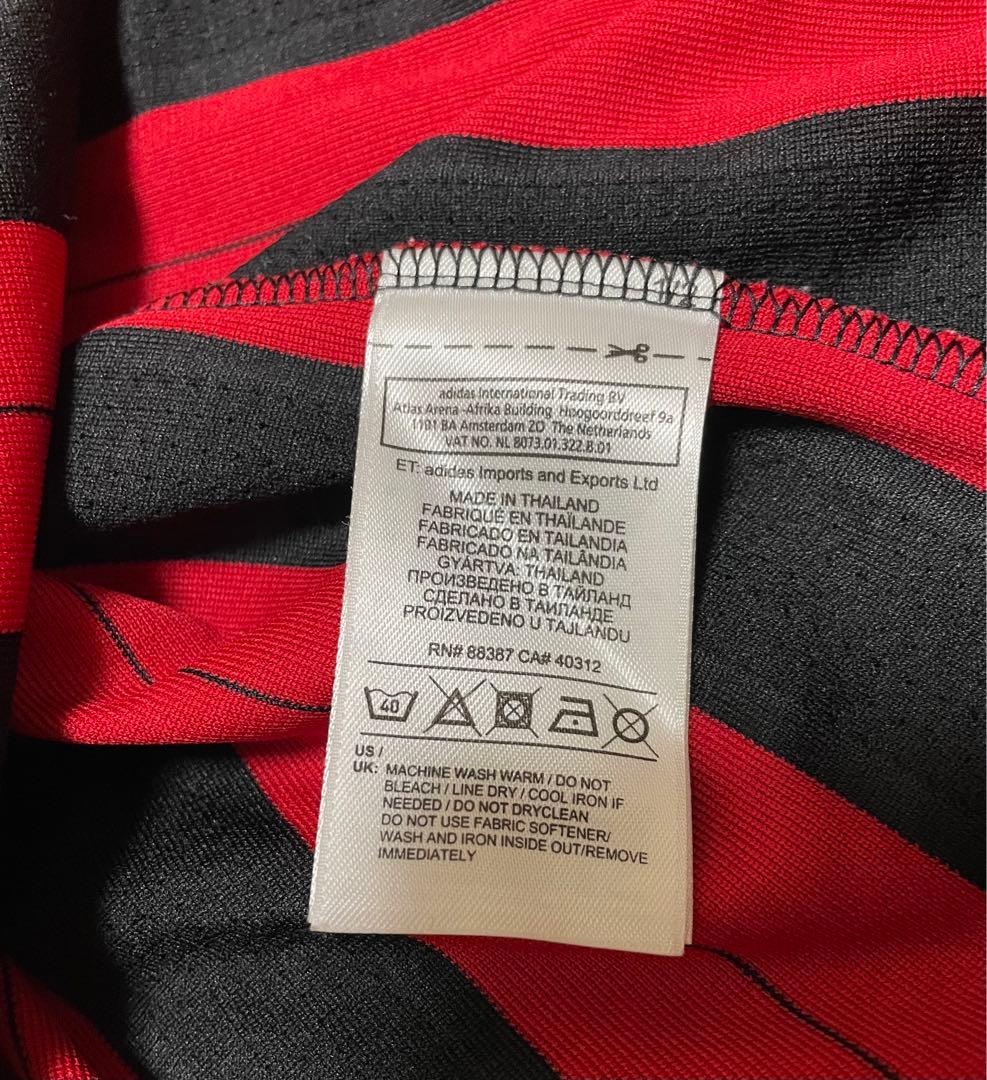 adidas International Trading BV
Atlas Arena -Afrika Building Hoogoorddreef 9a
1101 BA Amsterdam ZO The Netherlands
VAT NO. NL 8073.01.322.B.01
ET: adidas Imports and Exports Ltd
MADE IN THAILAND
FABRIQUÉ EN THAÏLANDE
FABRICADO EN TAILANDIA
FABRICADO NA TAILÂNDIA
GYÁRTVA: THAILAND
ПРОИЗВЕДЕНО В ТАЙЛАНД
СДЕЛАНО В ТАИЛАНДЕ
PROIZVEDENO U TAJLANDU
RN# 88387 CA# 40312
40
US /
UK: MACHINE WASH WARM / DO NOT
BLEACH / LINE DRY / COOL IRON IF
NEEDED / DO NOT DRYCLEAN
DO NOT USE FABRIC SOFTENER/
WASH AND IRON INSIDE OUT/REMOVE
IMMEDIATELY